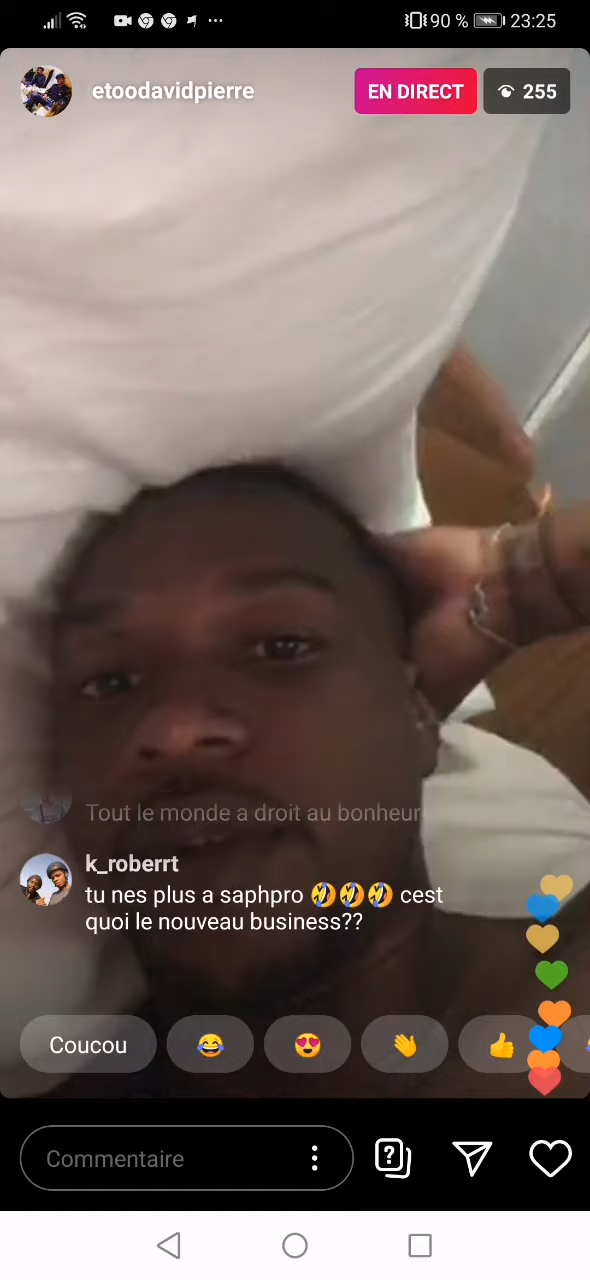 90 % 23:25
etoodavidpierre EN DIRECT 255
Tout le monde a droit au bonheur
k_roberrt
tu nes plus a saphpro 🤣🤣🤣 cest
quoi le nouveau business??
Coucou 😂 😍 👋 👍
Commentaire